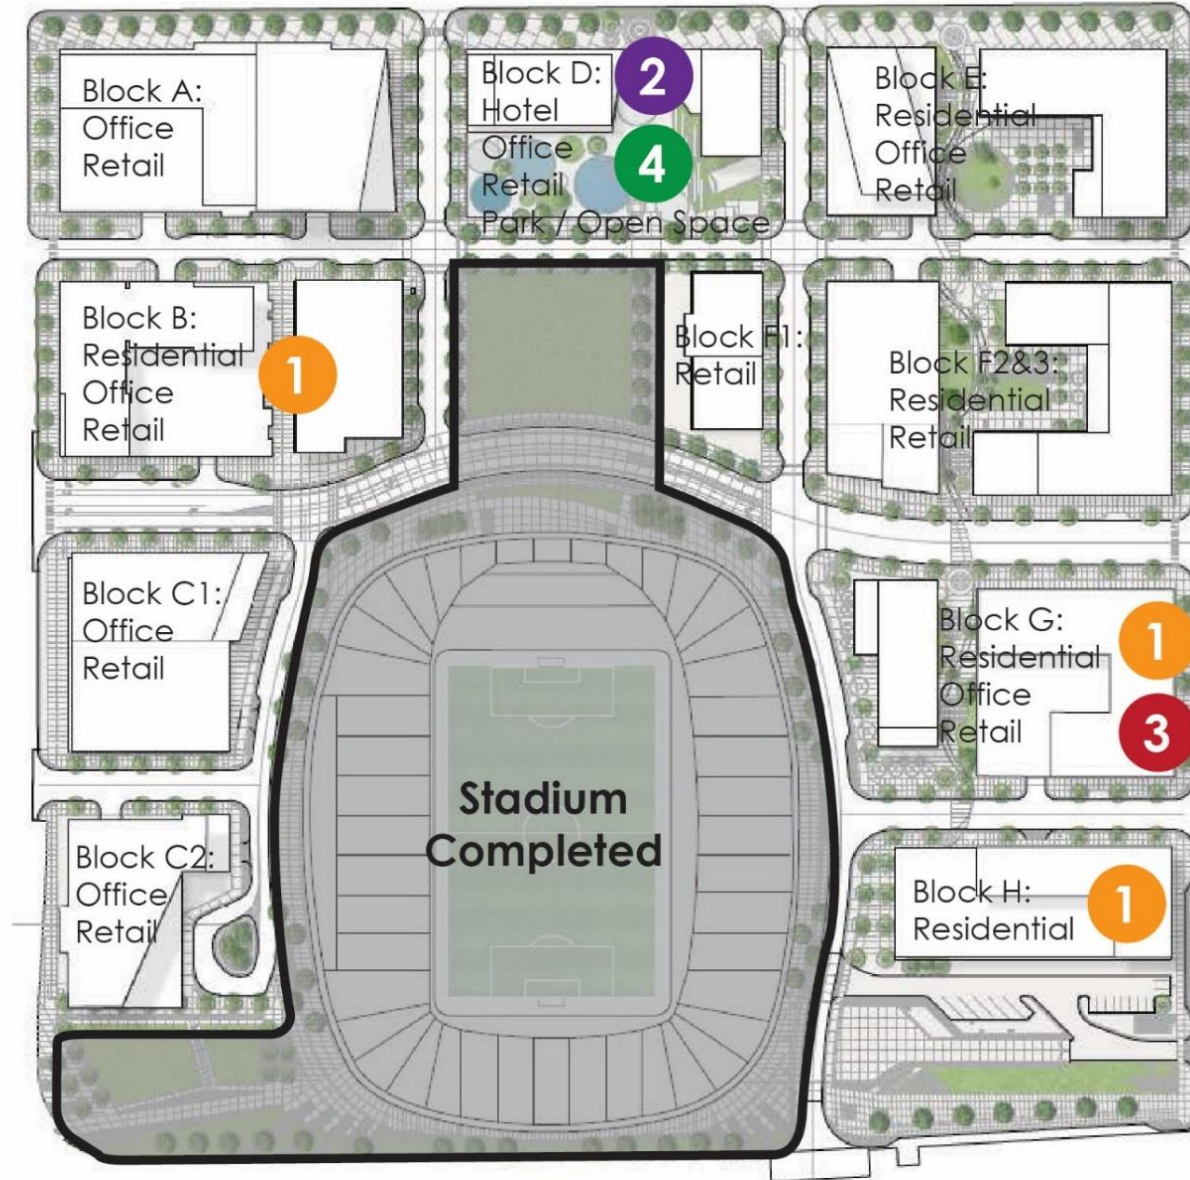 Block A:
Office
Retail
Block D:
Hotel
Office
Retail
Park / Open Space
2
4
Block E:
Residential
Office
Retail
Block B:
Residential
Office
Retail
1
Block F1:
Retail
Block F2&3:
Residential
Retail
Block C1:
Office
Retail
Block G:
Residential
Office
Retail
1
3
Stadium
Completed
Block C2:
Office
Retail
Block H:
Residential
1